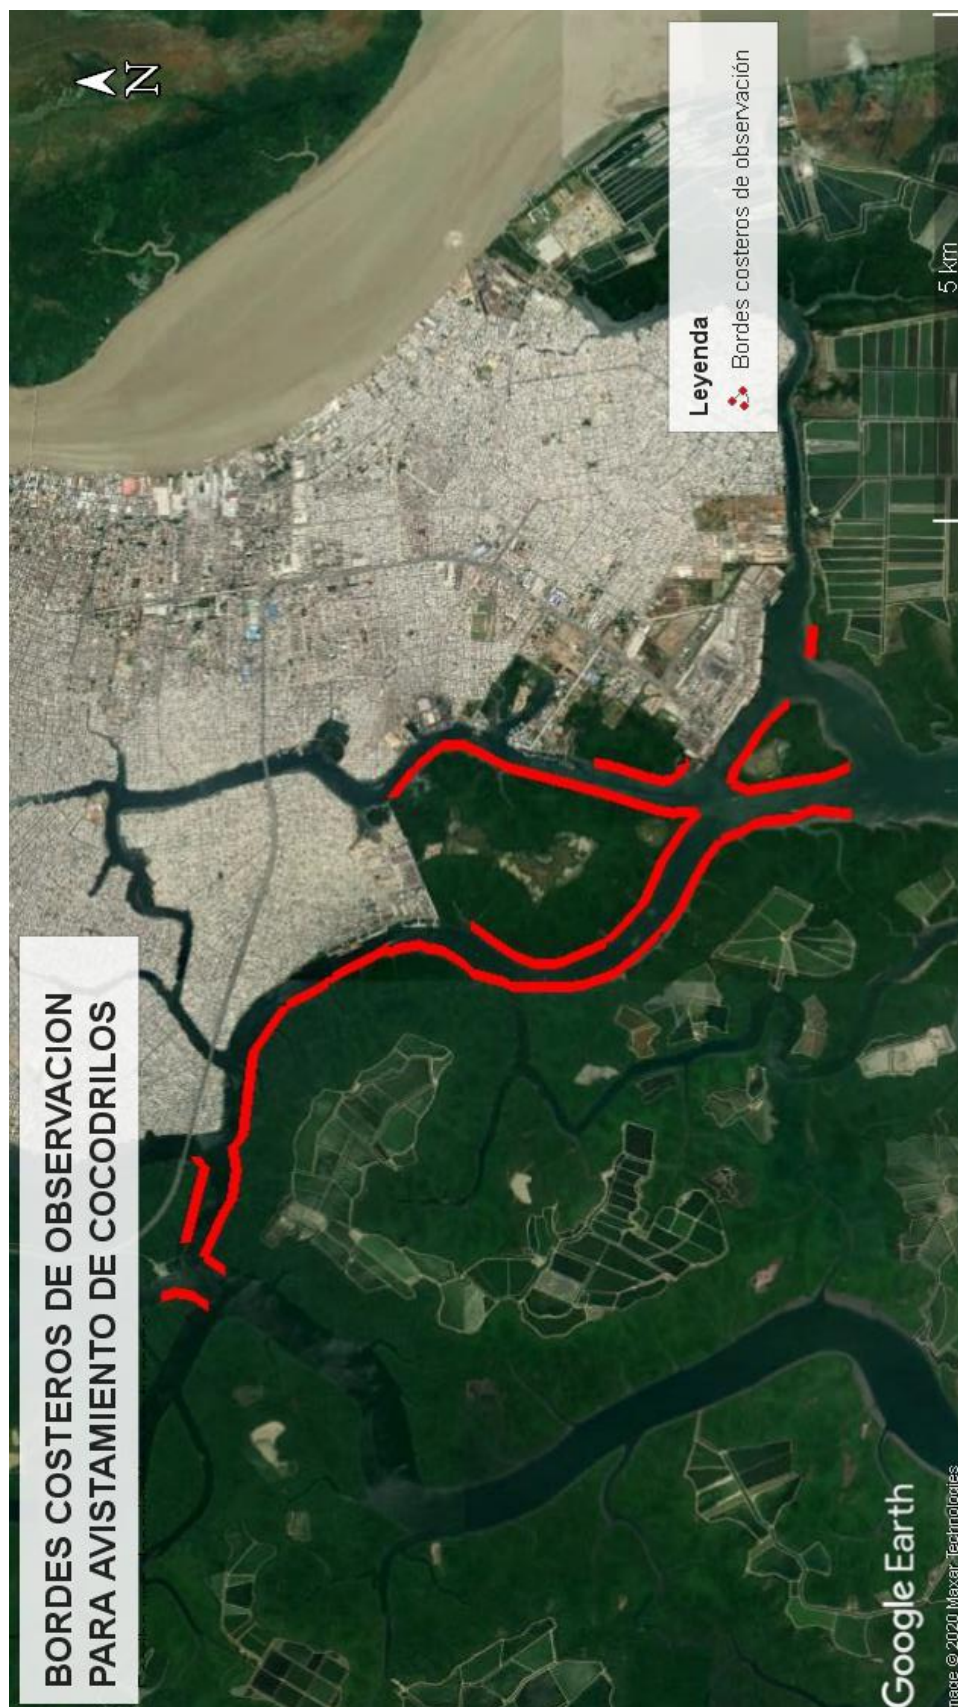 BORDES COSTEROS DE OBSERVACION
PARA AVISTAMIENTO DE COCODRILOS
N
Leyenda
Bordes costeros de observación
Google Earth
Image © 2020 Maxar Technologies
5 km